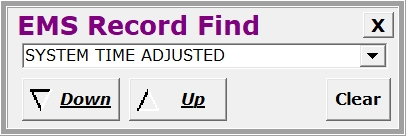 EMS Record Find X
SYSTEM TIME ADJUSTED
Down Up Clear